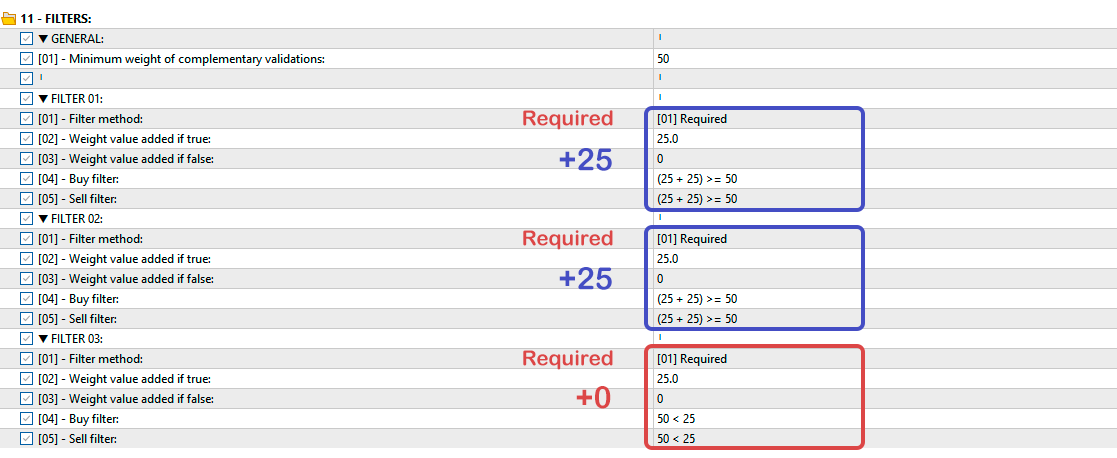 11 - FILTERS:
▼ GENERAL:
[01] - Minimum weight of complementary validations: 50
▼ FILTER 01:
[01] - Filter method: Required [01] Required
[02] - Weight value added if true: 25.0
[03] - Weight value added if false: +25 0
[04] - Buy filter: (25 + 25) >= 50
[05] - Sell filter: (25 + 25) >= 50
▼ FILTER 02:
[01] - Filter method: Required [01] Required
[02] - Weight value added if true: 25.0
[03] - Weight value added if false: +25 0
[04] - Buy filter: (25 + 25) >= 50
[05] - Sell filter: (25 + 25) >= 50
▼ FILTER 03:
[01] - Filter method: Required [01] Required
[02] - Weight value added if true: 25.0
[03] - Weight value added if false: +0 0
[04] - Buy filter: 50 < 25
[05] - Sell filter: 50 < 25